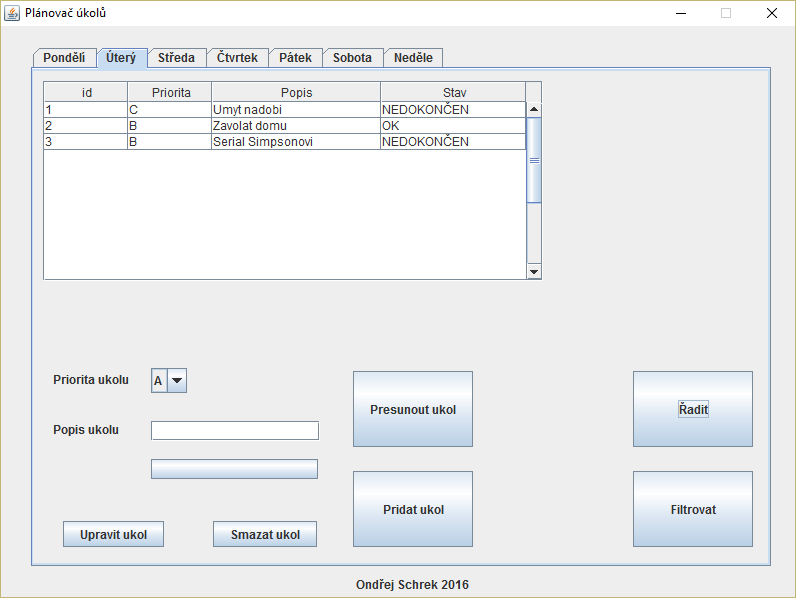 Plánovač úkolů
Pondělí Úterý Středa Čtvrtek Pátek Sobota Neděle
id Priorita Popis Stav
1 C Umyt nadobi NEDOKONČEN
2 B Zavolat domu OK
3 B Serial Simpsonovi NEDOKONČEN
Priorita ukolu A
Presunout ukol
Řadit
Popis ukolu
Pridat ukol
Filtrovat
Upravit ukol
Smazat ukol
Ondřej Schrek 2016